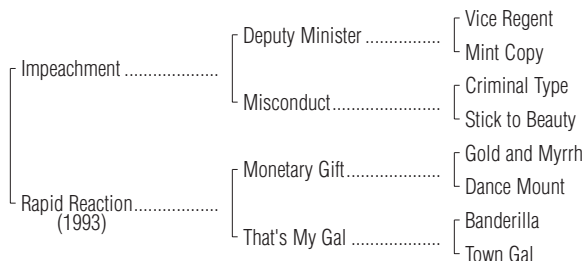 Vice Regent
Deputy Minister ................
Mint Copy
Impeachment ....................
Criminal Type
Misconduct.......................
Stick to Beauty
Gold and Myrrh
Monetary Gift....................
Dance Mount
Rapid Reaction..................
(1993)
Banderilla
That's My Gal ...................
Town Gal